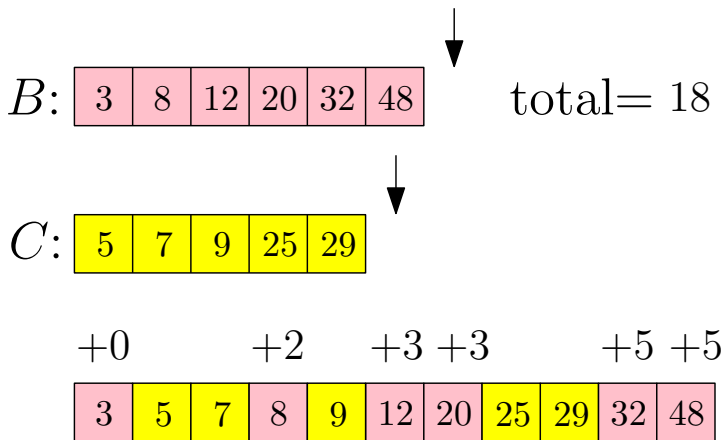 B: 3 8 12 20 32 48 total= 18
C: 5 7 9 25 29
+0 +2 +3 +3 +5 +5
3 5 7 8 9 12 20 25 29 32 48